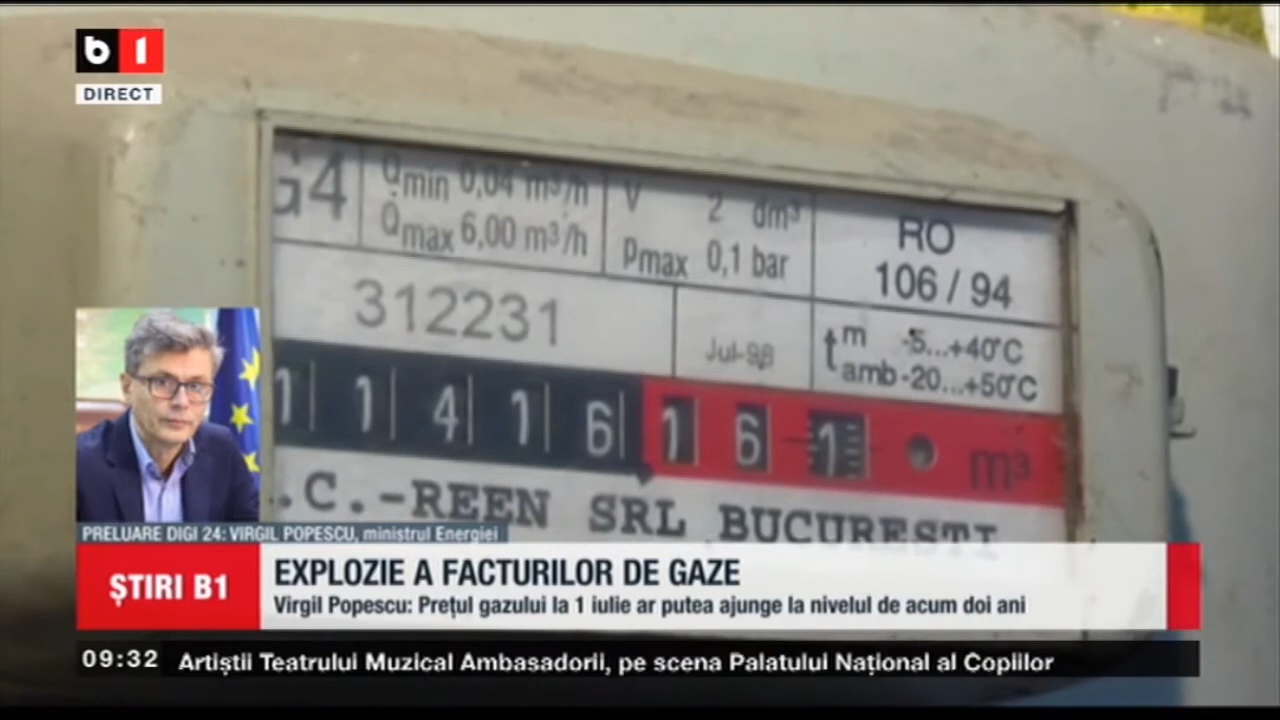 b1
DIRECT
G4
Qmin 0,04 m³/h
Qmax 6,00 m³/h
V 2 dm³
Pmax 0,1 bar
RO
106 / 94
312231
Jul-98
tm -5...+40°C
tamb -20...+50°C
1 1 4 1 6 1 6 1 m³
.C.-REEN SRL BUCURESTI
PRELUARE DIGI 24: VIRGIL POPESCU, ministrul Energiei
ȘTIRI B1
EXPLOZIE A FACTURILOR DE GAZE
Virgil Popescu: Prețul gazului la 1 iulie ar putea ajunge la nivelul de acum doi ani
09:32
Artiștii Teatrului Muzical Ambasadorii, pe scena Palatului Național al Copiilor